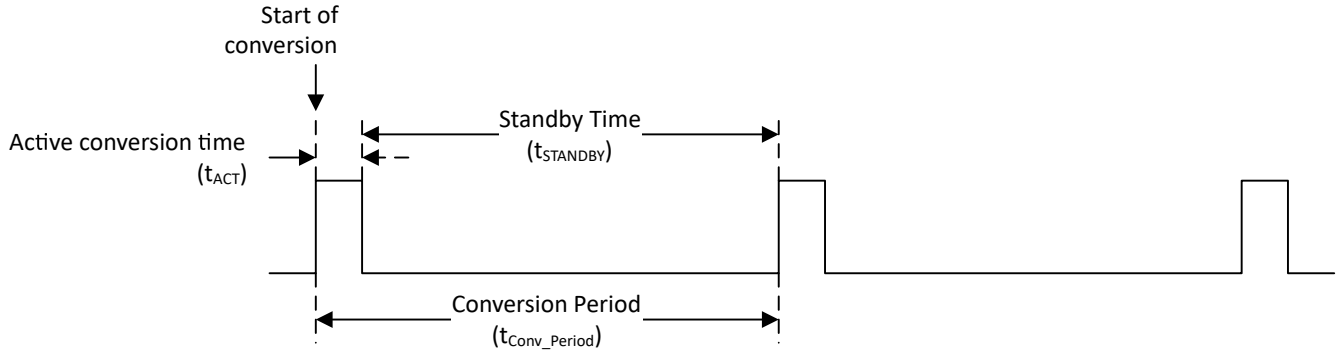 Start of
conversion
Active conversion time
(tACT)
Standby Time
(tSTANDBY)
Conversion Period
(tConv_Period)